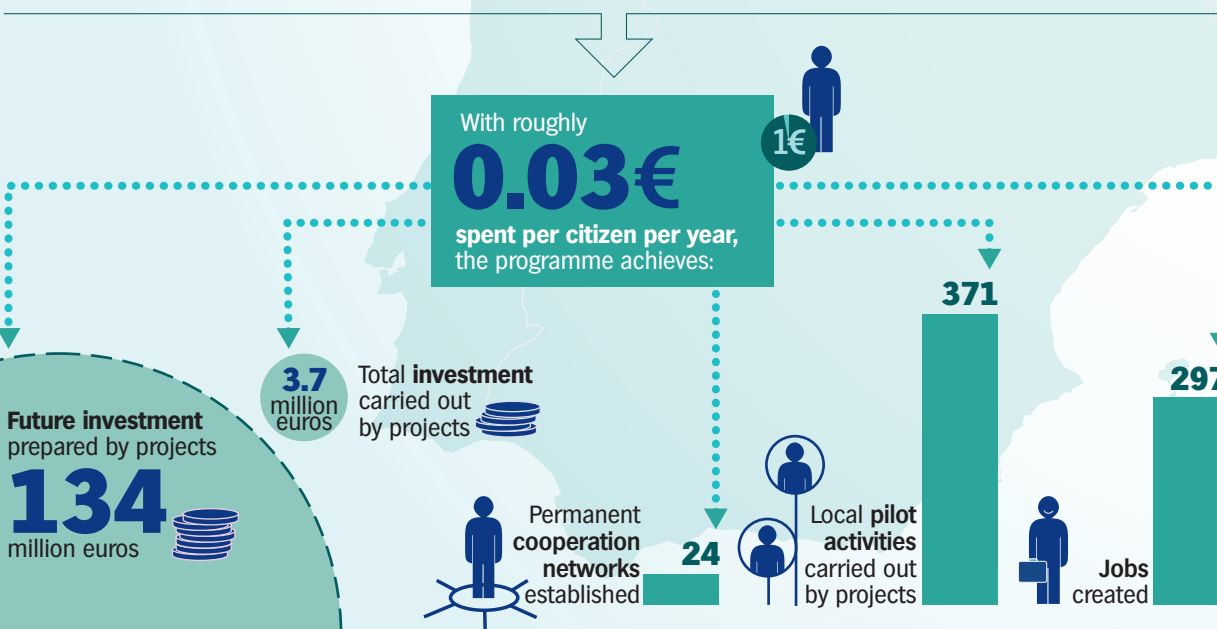 With roughly
0.03€
spent per citizen per year,
the programme achieves:
1€
Future investment
prepared by projects
134
million euros
3.7
million
euros
Total investment
carried out
by projects
Permanent
cooperation
networks
established
24
Local pilot
activities
carried out
by projects
371
Jobs
created
297